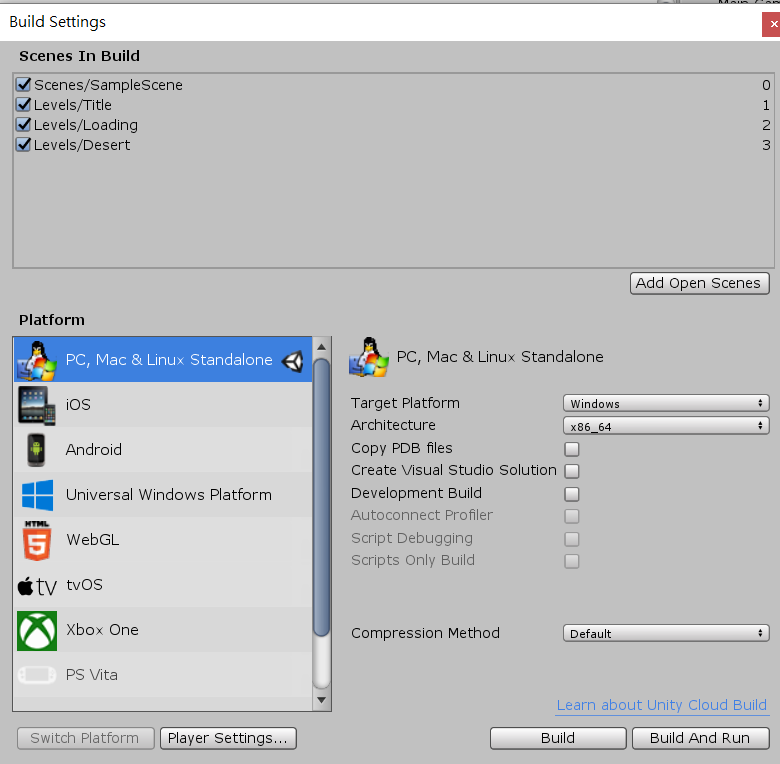 Build Settings
Scenes In Build
Scenes/SampleScene 0
Levels/Title 1
Levels/Loading 2
Levels/Desert 3
Add Open Scenes
Platform
PC, Mac & Linux Standalone
iOS
Android
Universal Windows Platform
HTML
5
WebGL
tv
tvOS
Xbox One
PS Vita
PC, Mac & Linux Standalone
Target Platform Windows
Architecture x86_64
Copy PDB files
Create Visual Studio Solution
Development Build
Autoconnect Profiler
Script Debugging
Scripts Only Build
Compression Method Default
Learn about Unity Cloud Build
Switch Platform
Player Settings...
Build
Build And Run